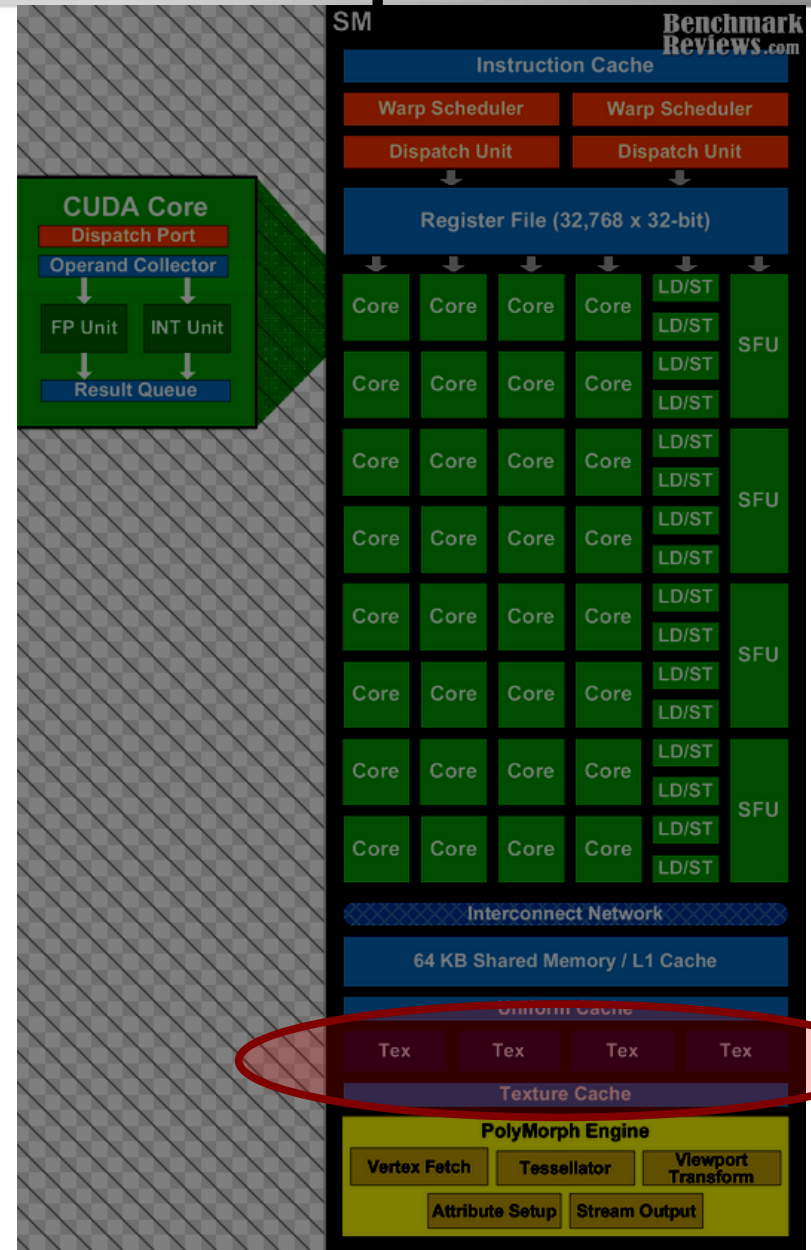 SM
Benchmark
Reviews.com
Instruction Cache
Warp Scheduler Warp Scheduler
Dispatch Unit Dispatch Unit
Register File (32,768 x 32-bit)
CUDA Core
Dispatch Port
Operand Collector
FP Unit INT Unit
Result Queue
Core Core Core Core LD/ST
LD/ST
SFU
Core Core Core Core LD/ST
LD/ST
Core Core Core Core LD/ST
LD/ST
SFU
Core Core Core Core LD/ST
LD/ST
Core Core Core Core LD/ST
LD/ST
SFU
Core Core Core Core LD/ST
LD/ST
Core Core Core Core LD/ST
LD/ST
SFU
Core Core Core Core LD/ST
LD/ST
Interconnect Network
64 KB Shared Memory / L1 Cache
Uniform Cache
Tex Tex Tex Tex
Texture Cache
PolyMorph Engine
Vertex Fetch Tessellator Viewport
Transform
Attribute Setup Stream Output